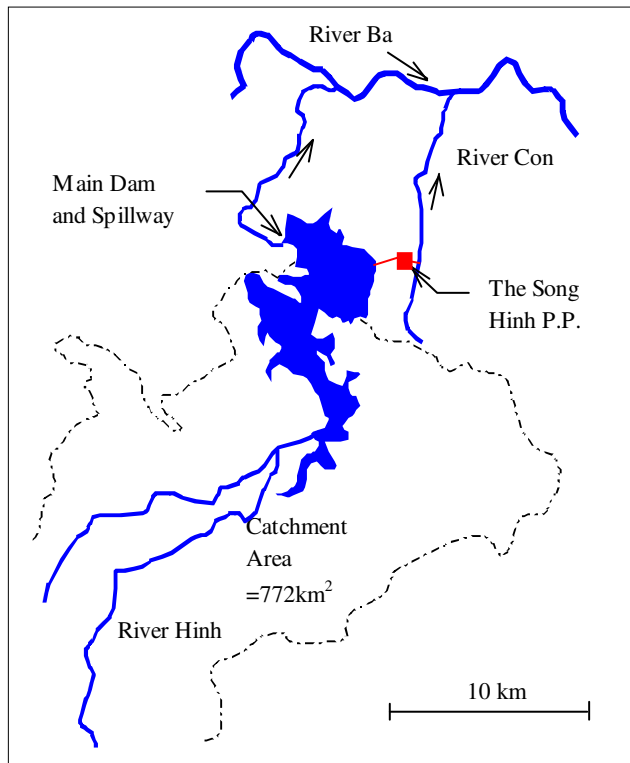 River Ba
River Con
Main Dam
and Spillway
The Song
Hinh P.P.
Catchment
Area
=772km²
River Hinh
10 km